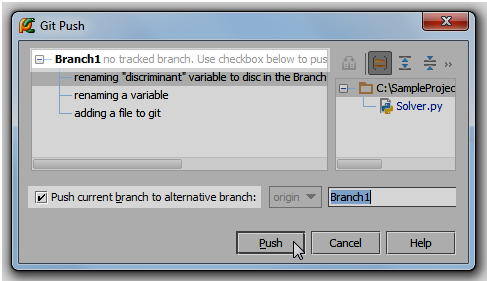 Git Push
Branch1 no tracked branch. Use checkbox below to pus
renaming "discriminant" variable to disc in the Branch
renaming a variable
adding a file to git
C:\SampleProjec
Solver.py
Push current branch to alternative branch:
origin
Branch1
Push
Cancel
Help